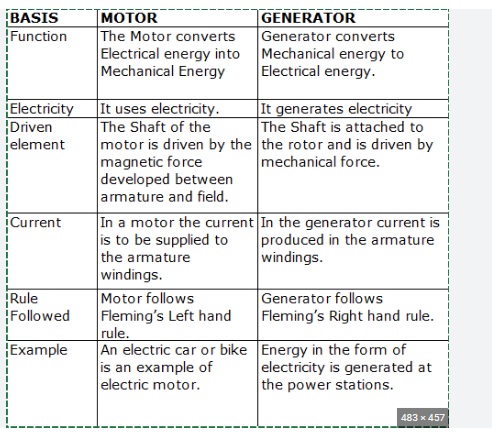 BASIS MOTOR GENERATOR
Function The Motor converts Generator converts
Electrical energy into Mechanical energy to
Mechanical Energy Electrical energy.
Electricity It uses electricity. It generates electricity
Driven The Shaft of the The Shaft is attached to
element motor is driven by the the rotor and is driven by
magnetic force mechanical force.
developed between
armature and field.
Current In a motor the current In the generator current is
is to be supplied to produced in the armature
the armature windings.
windings.
Rule Motor follows Generator follows
Followed Fleming’s Left hand Fleming’s Right hand rule.
rule.
Example An electric car or bike Energy in the form of
is an example of electricity is generated at
electric motor. the power stations.
483 × 457